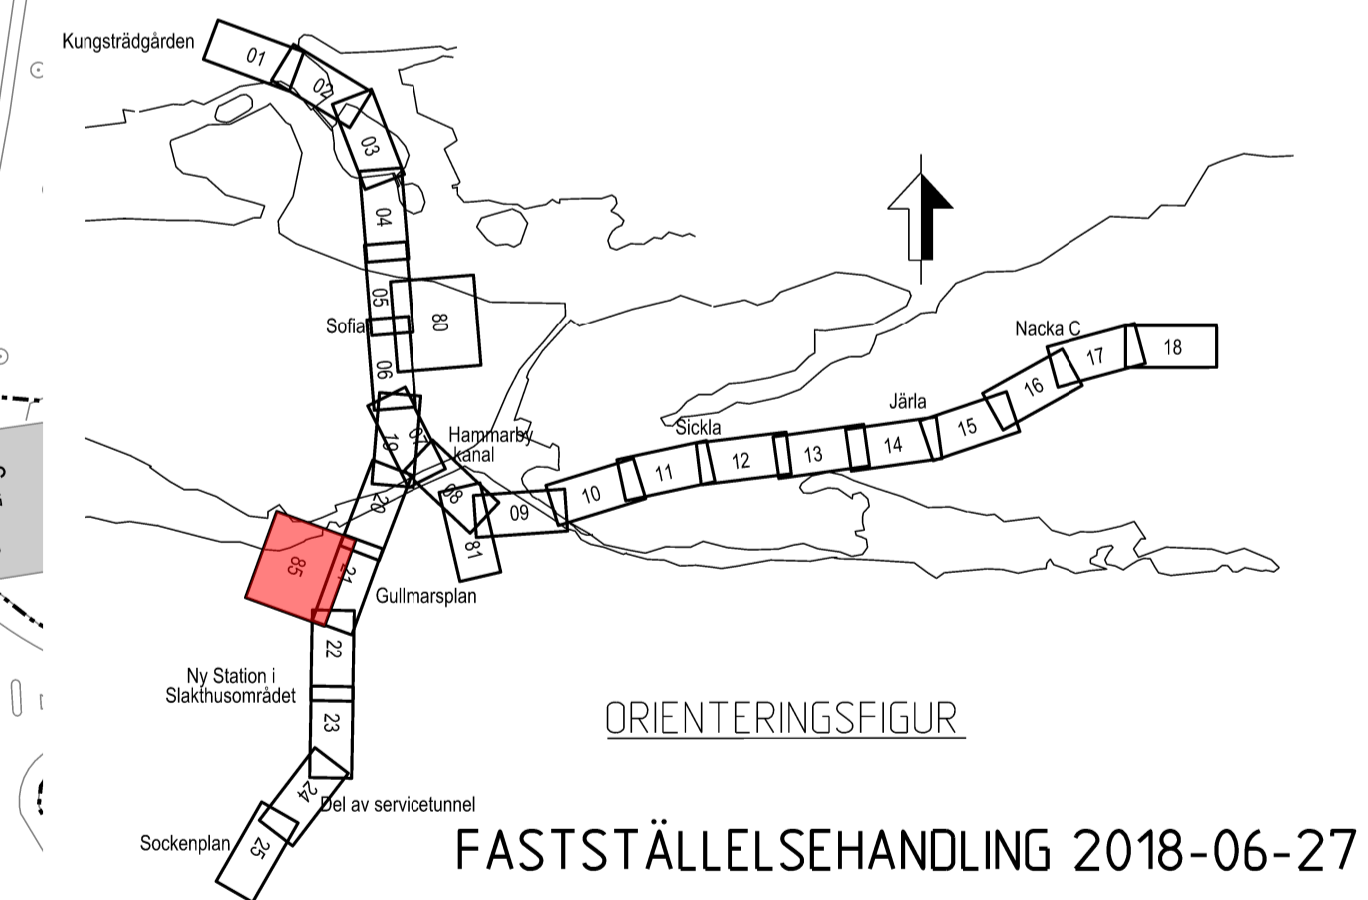 Kungsträdgården
01
02
03
04
05
Sofia
80
06
19
07
Hammarby
kanal
08
20
81
09
10
Sickla
11
12
13
Järla
14
15
16
Nacka C
17
18
85
21
Gullmarsplan
22
Ny Station i
Slakthusområdet
23
24
Del av servicetunnel
Sockenplan
25
ORIENTERINGSFIGUR
FASTSTÄLLELSEHANDLING 2018-06-27